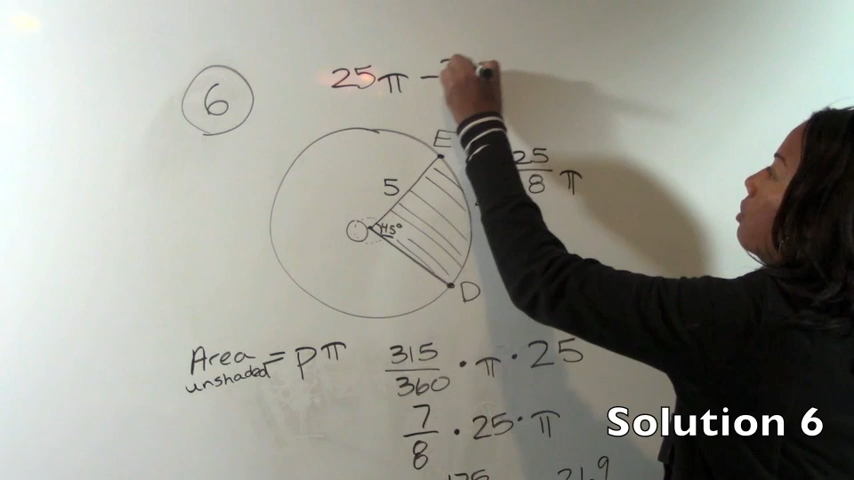 6
25π −
E
25
8 π
5
45°
D
Area unshaded = pπ
315/360 · π · 25
7/8 · 25 · π
Solution 6